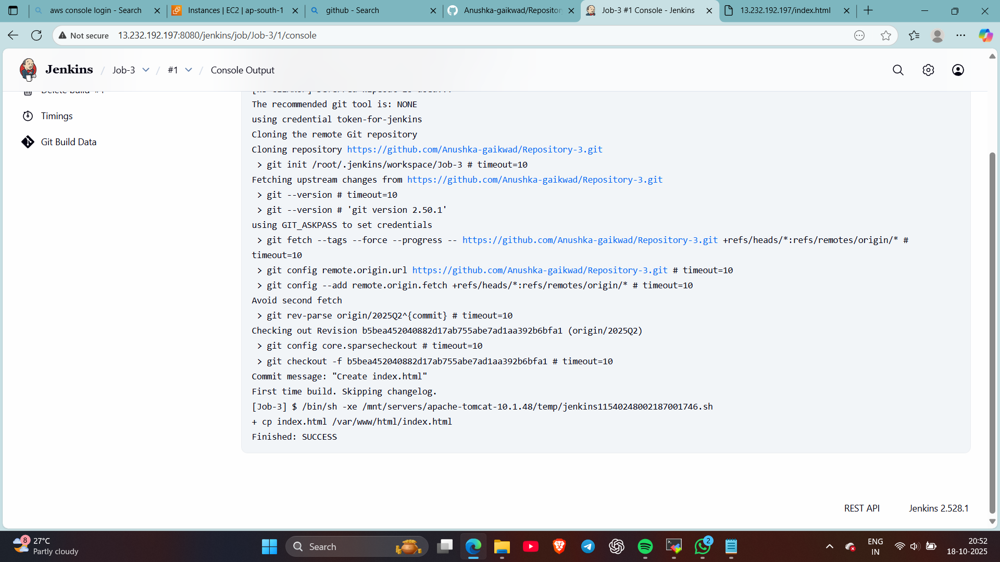 aws console login - Search
Instances | EC2 | ap-south-1
github - Search
Anushka-gaikwad/Repository
Job-3 #1 Console - Jenkins
13.232.192.197/index.html
Not secure
13.232.192.197:8080/jenkins/job/Job-3/1/console
Jenkins / Job-3 / #1 / Console Output
Timings
Git Build Data
The recommended git tool is: NONE
using credential token-for-jenkins
Cloning the remote Git repository
Cloning repository https://github.com/Anushka-gaikwad/Repository-3.git
> git init /root/.jenkins/workspace/Job-3 # timeout=10
Fetching upstream changes from https://github.com/Anushka-gaikwad/Repository-3.git
> git --version # timeout=10
> git --version # 'git version 2.50.1'
using GIT_ASKPASS to set credentials
> git fetch --tags --force --progress -- https://github.com/Anushka-gaikwad/Repository-3.git +refs/heads/*:refs/remotes/origin/* #
timeout=10
> git config remote.origin.url https://github.com/Anushka-gaikwad/Repository-3.git # timeout=10
> git config --add remote.origin.fetch +refs/heads/*:refs/remotes/origin/* # timeout=10
Avoid second fetch
> git rev-parse origin/2025Q2^{commit} # timeout=10
Checking out Revision b5bea452040882d17ab755abe7ad1aa392b6bfa1 (origin/2025Q2)
> git config core.sparsecheckout # timeout=10
> git checkout -f b5bea452040882d17ab755abe7ad1aa392b6bfa1 # timeout=10
Commit message: "Create index.html"
First time build. Skipping changelog.
[Job-3] $ /bin/sh -xe /mnt/servers/apache-tomcat-10.1.48/temp/jenkins11540248002187001746.sh
+ cp index.html /var/www/html/index.html
Finished: SUCCESS
REST API
Jenkins 2.528.1
8
27°C
Partly cloudy
Search
2
ENG
IN
20:52
18-10-2025